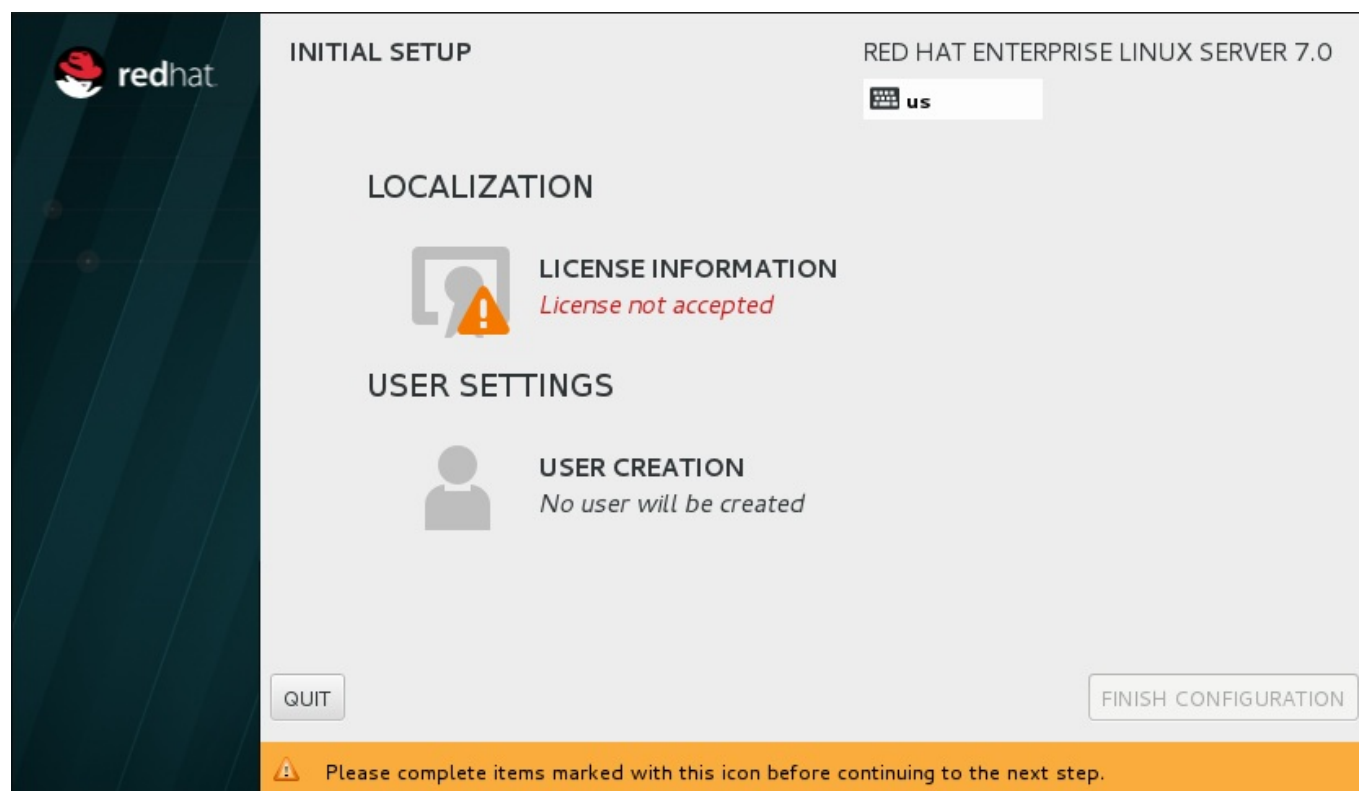 redhat
INITIAL SETUP
RED HAT ENTERPRISE LINUX SERVER 7.0
us
LOCALIZATION
LICENSE INFORMATION
License not accepted
USER SETTINGS
USER CREATION
No user will be created
QUIT
FINISH CONFIGURATION
Please complete items marked with this icon before continuing to the next step.